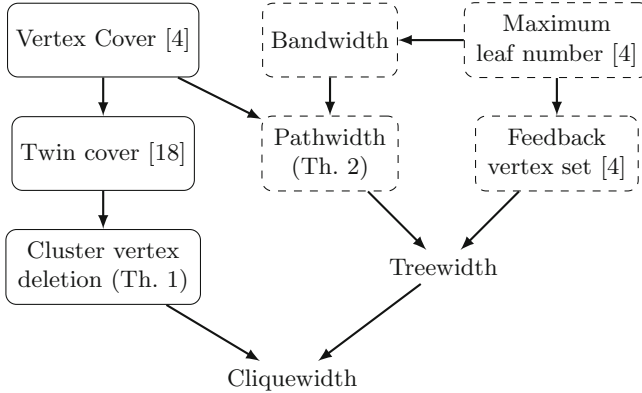 Vertex Cover [4]
Bandwidth
Maximum
leaf number [4]
Twin cover [18]
Pathwidth
(Th. 2)
Feedback
vertex set [4]
Cluster vertex
deletion (Th. 1)
Treewidth
Cliquewidth